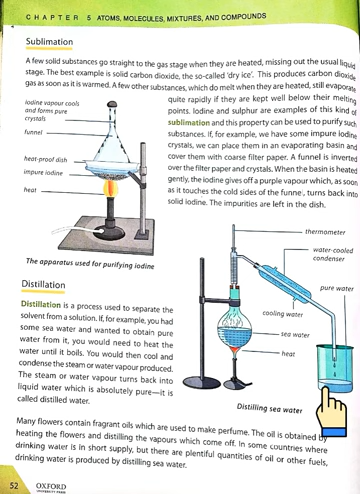 CHAPTER 5 ATOMS, MOLECULES, MIXTURES, AND COMPOUNDS
Sublimation
A few solid substances go straight to the gas stage when they are heated, missing out the usual liquid
stage. The best example is solid carbon dioxide, the so-called 'dry ice'. This produces carbon dioxide
gas as soon as it is warmed. A few other substances, which do melt when they are heated, still evaporate
quite rapidly if they are kept well below their melting
points. Iodine and sulphur are examples of this kind of
sublimation and this property can be used to purify such
substances. If, for example, we have some impure iodine
crystals, we can place them in an evaporating basin and
cover them with coarse filter paper. A funnel is inverted
over the filter paper and crystals. When the basin is heated
gently, the iodine gives off a purple vapour which, as soon
as it touches the cold sides of the funnel, turns back into
solid iodine. The impurities are left in the dish.
iodine vapour cools
and forms pure
crystals
funnel
heat-proof dish
impure iodine
heat
The apparatus used for purifying iodine
Distillation
Distillation is a process used to separate the
solvent from a solution. If, for example, you had
some sea water and wanted to obtain pure
water from it, you would need to heat the
water until it boils. You would then cool and
condense the steam or water vapour produced.
The steam or water vapour turns back into
liquid water which is absolutely pure—it is
called distilled water.
thermometer
water-cooled
condenser
pure water
cooling water
sea water
heat
Distilling sea water
Many flowers contain fragrant oils which are used to make perfume. The oil is obtained by
heating the flowers and distilling the vapours which come off. In some countries where
drinking water is in short supply, but there are plentiful quantities of oil or other fuels,
drinking water is produced by distilling sea water.
52
OXFORD
UNIVERSITY PRESS